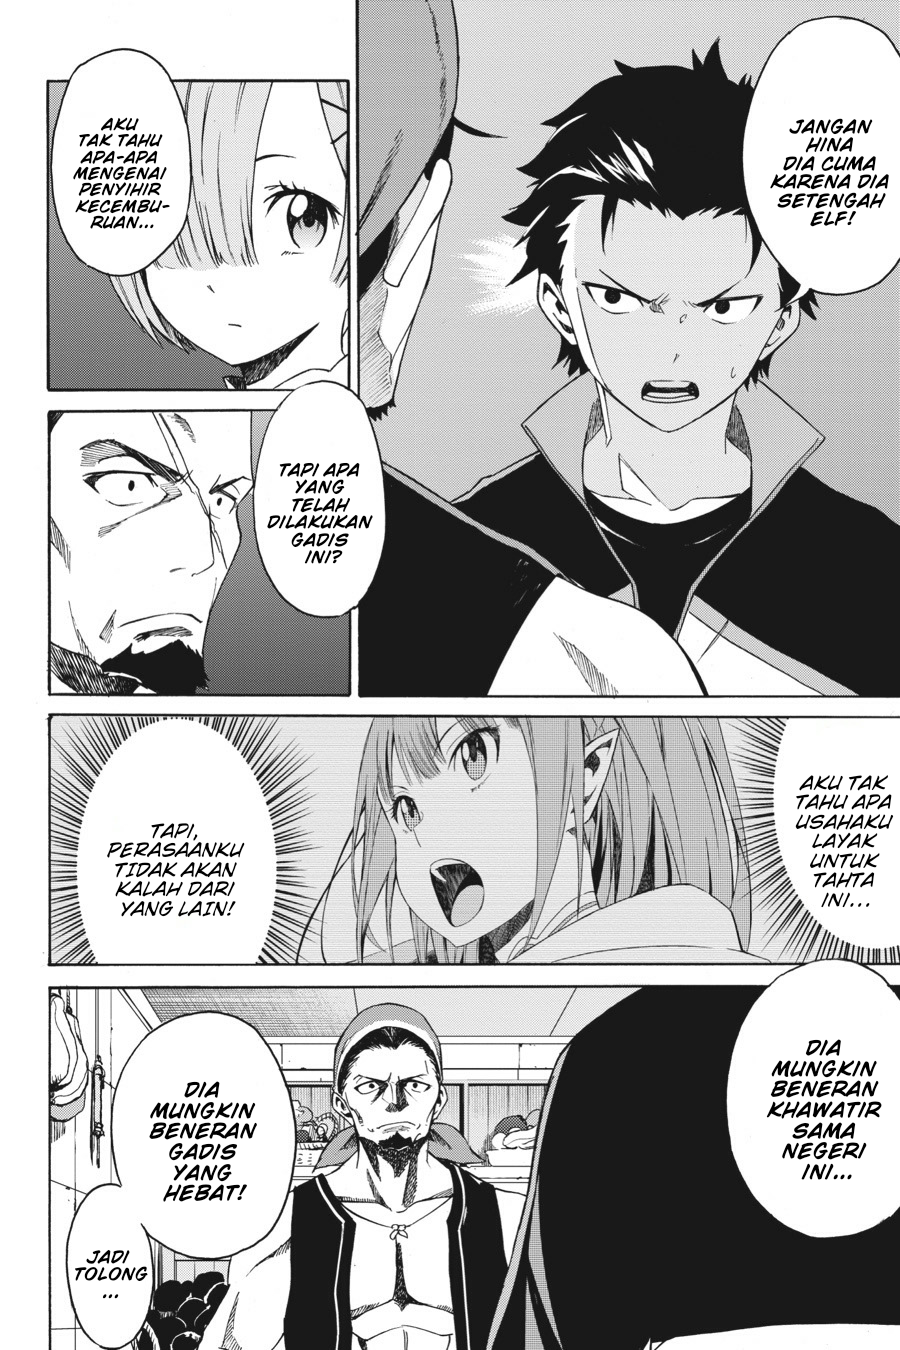 JANGAN
HINA
DIA CUMA
KARENA DIA
SETENGAH
ELF!
AKU
TAK TAHU
APA-APA
MENGENAI
PENYIHIR
KECEMBU-
RUAN...
TAPI APA
YANG
TELAH
DILAKUKAN
GADIS
INI?
AKU TAK
TAHU APA
USAHAKU
LAYAK
UNTUK
TAHTA
INI...
TAPI,
PERASAANKU
TIDAK AKAN
KALAH DARI
YANG LAIN!
DIA
MUNGKIN
BENERAN
KHAWATIR
SAMA
NEGERI
INI...
DIA
MUNGKIN
BENERAN
GADIS
YANG
HEBAT!
JADI
TOLONG
...